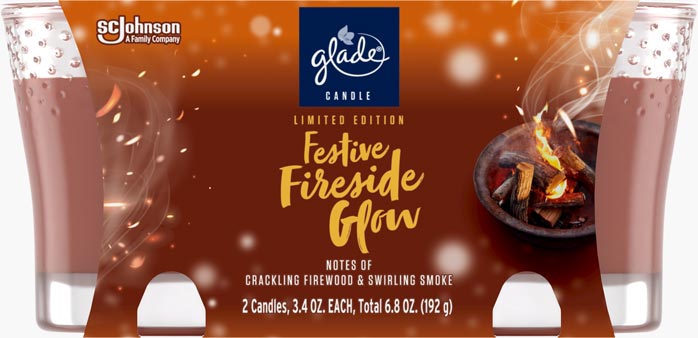 SC Johnson
A Family Company
glade®
CANDLE
LIMITED EDITION
Festive
Fireside
Glow
NOTES OF
CRACKLING FIREWOOD & SWIRLING SMOKE
2 Candles, 3.4 OZ. EACH, Total 6.8 OZ. (192 g)